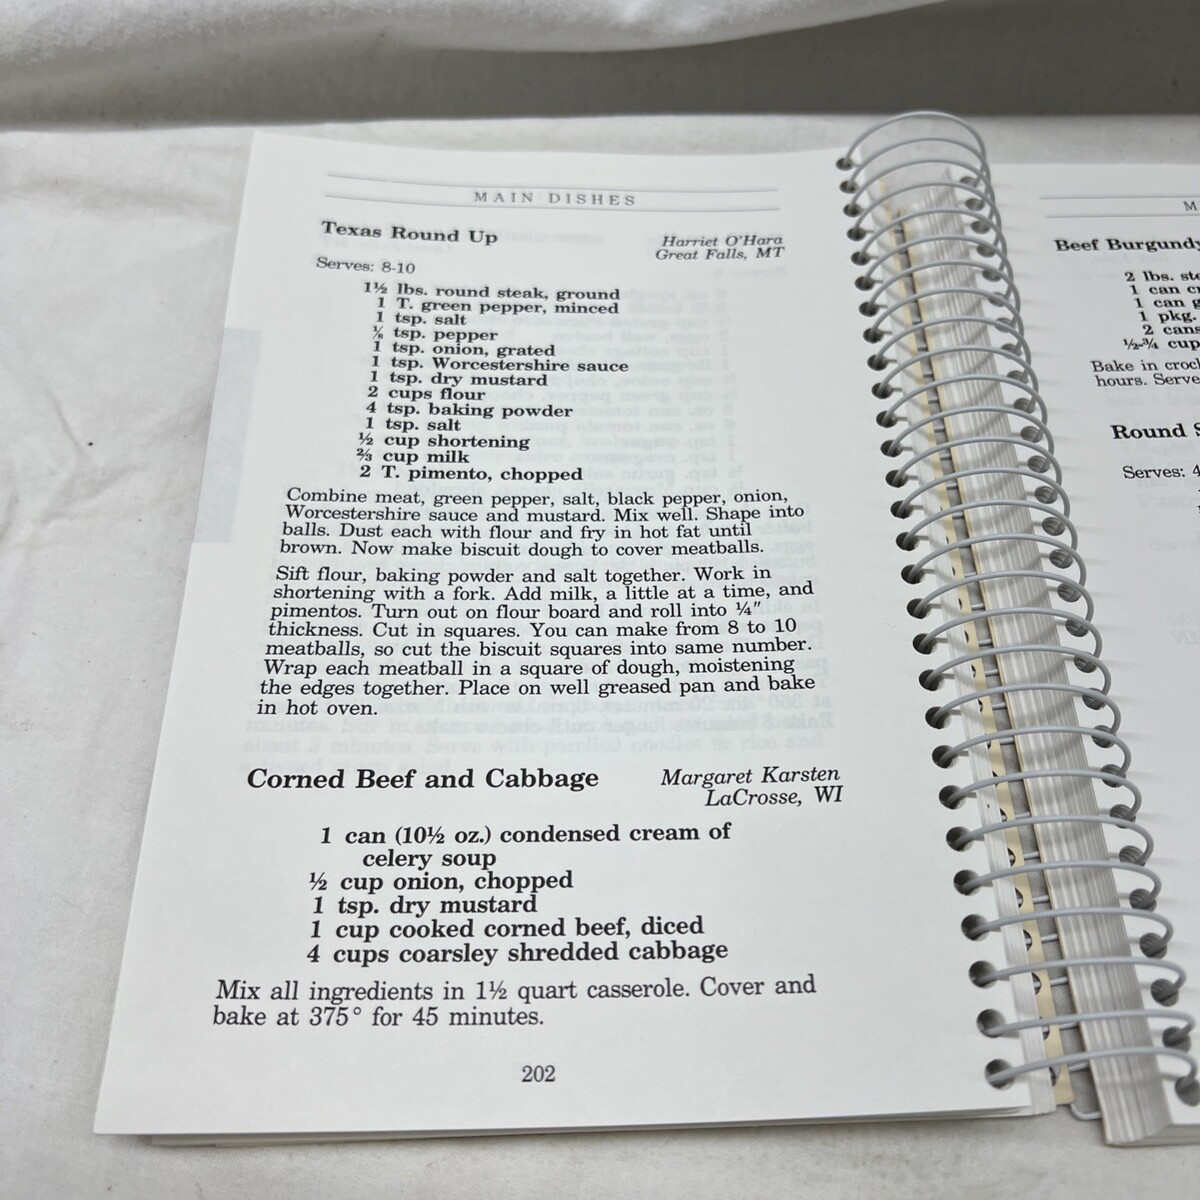 MAIN DISHES
Texas Round Up
Harriet O'Hara
Great Falls, MT
Serves: 8-10
1½ lbs. round steak, ground
1 T. green pepper, minced
1 tsp. salt
⅛ tsp. pepper
1 tsp. onion, grated
1 tsp. Worcestershire sauce
1 tsp. dry mustard
2 cups flour
4 tsp. baking powder
1 tsp. salt
½ cup shortening
⅔ cup milk
2 T. pimento, chopped
Combine meat, green pepper, salt, black pepper, onion,
Worcestershire sauce and mustard. Mix well. Shape into
balls. Dust each with flour and fry in hot fat until
brown. Now make biscuit dough to cover meatballs.
Sift flour, baking powder and salt together. Work in
shortening with a fork. Add milk, a little at a time, and
pimentos. Turn out on flour board and roll into ¼″
thickness. Cut in squares. You can make from 8 to 10
meatballs, so cut the biscuit squares into same number.
Wrap each meatball in a square of dough, moistening
the edges together. Place on well greased pan and bake
in hot oven.
Corned Beef and Cabbage
Margaret Karsten
LaCrosse, WI
1 can (10½ oz.) condensed cream of
celery soup
½ cup onion, chopped
1 tsp. dry mustard
1 cup cooked corned beef, diced
4 cups coarsley shredded cabbage
Mix all ingredients in 1½ quart casserole. Cover and
bake at 375° for 45 minutes.
202
M
Beef Burgundy
2 lbs. ste
1 can cr
1 can g
1 pkg.
2 cans
½-¾ cup
Bake in croc
hours. Serve
Round S
Serves: 4